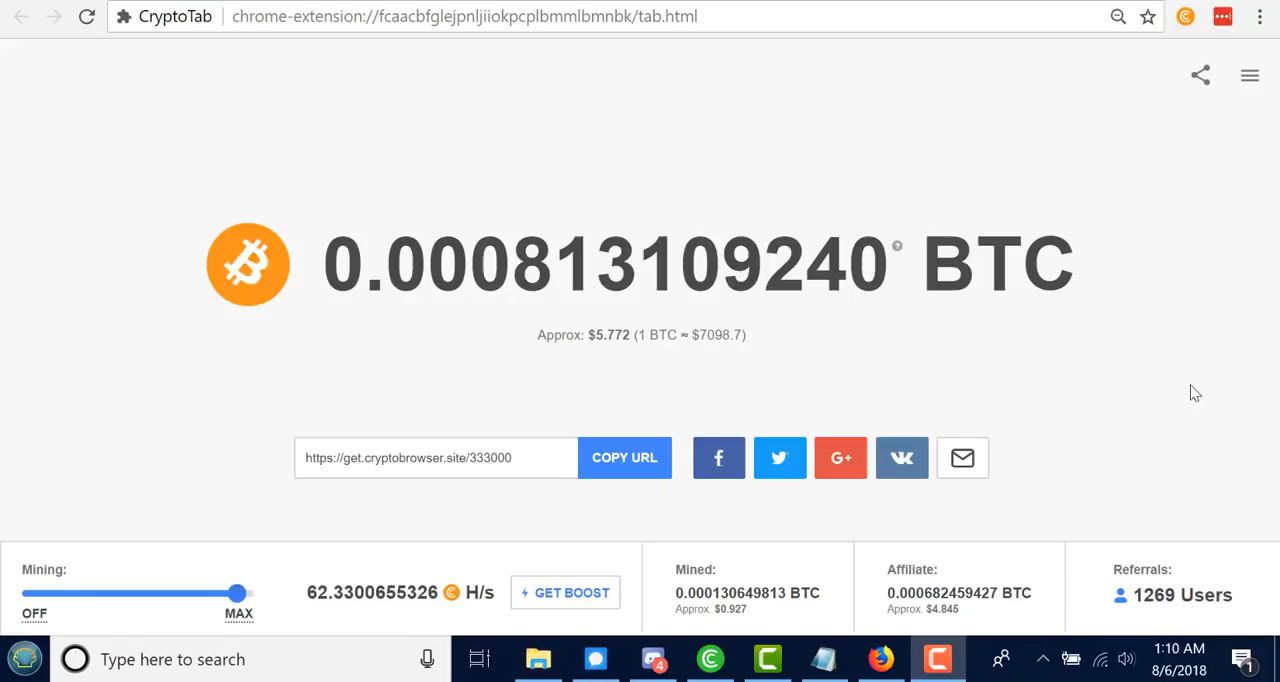 CryptoTab
chrome-extension://fcaacbfglejpnljiiokpcplbmmlbmnbk/tab.html
0.000813109240 BTC
Approx: $5.772 (1 BTC ≈ $7098.7)
https://get.cryptobrowser.site/333000
COPY URL
G+
Mining:
OFF
MAX
62.3300655326 H/s
GET BOOST
Mined:
0.000130649813 BTC
Approx. $0.927
Affiliate:
0.000682459427 BTC
Approx. $4.845
Referrals:
1269 Users
Type here to search
4
1:10 AM
8/6/2018
1